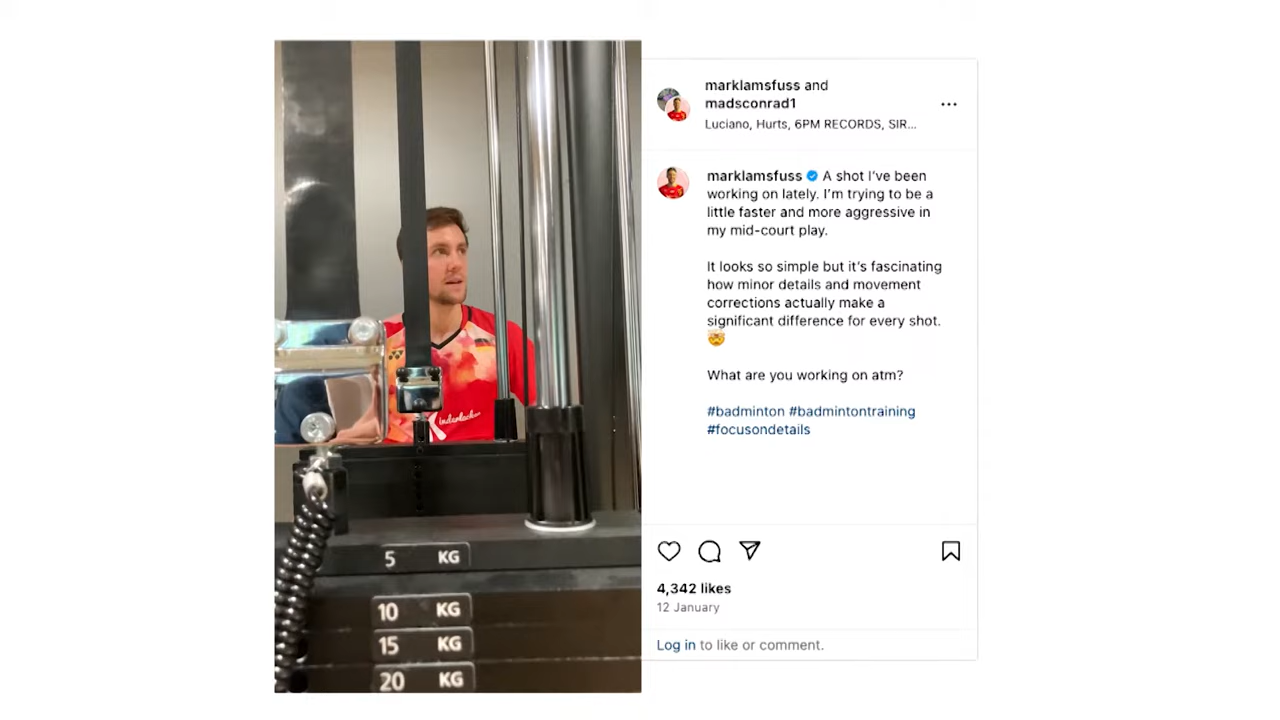 marklamsfuss and
madsconrad1
Luciano, Hurts, 6PM RECORDS, SIR...
marklamsfuss A shot I've been
working on lately. I'm trying to be a
little faster and more aggressive in
my mid-court play.
It looks so simple but it's fascinating
how minor details and movement
corrections actually make a
significant difference for every shot.
🤯
What are you working on atm?
#badminton #badmintontraining
#focusondetails
4,342 likes
12 January
Log in to like or comment.
5 KG
10 KG
15 KG
20 KG